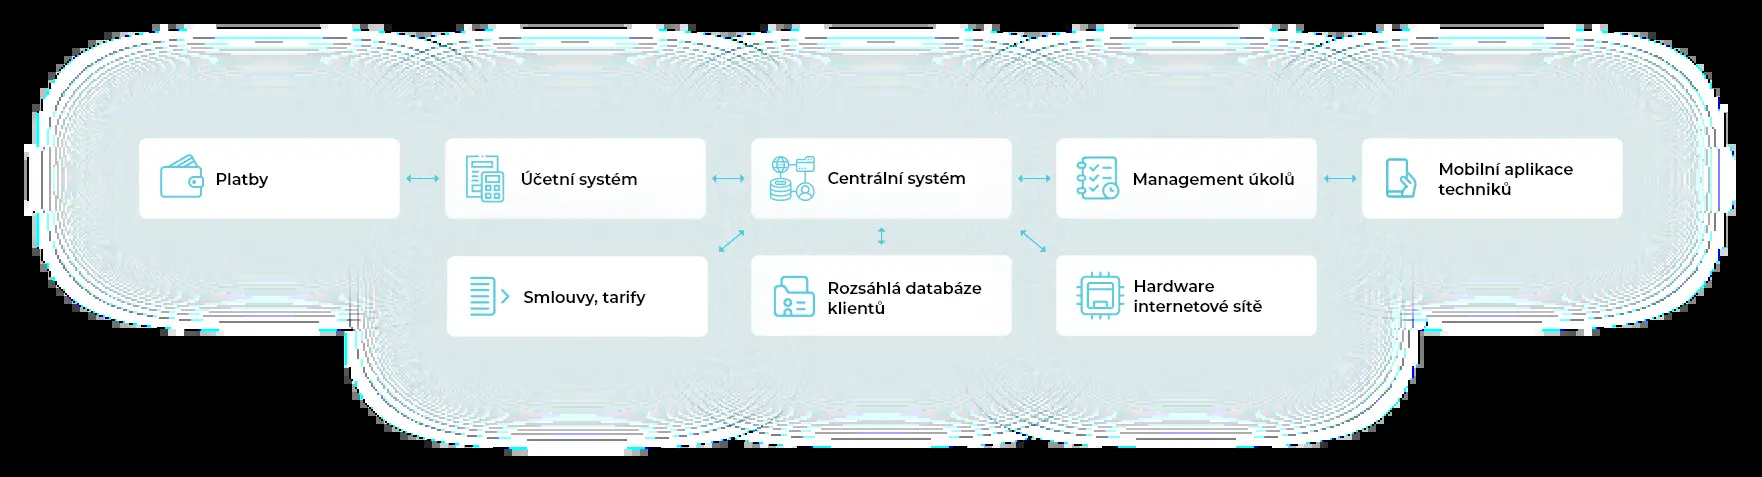 Platby
Účetní systém
Centrální systém
Management úkolů
Mobilní aplikace
techniků
Smlouvy, tarify
Rozsáhlá databáze
klientů
Hardware
internetové sítě